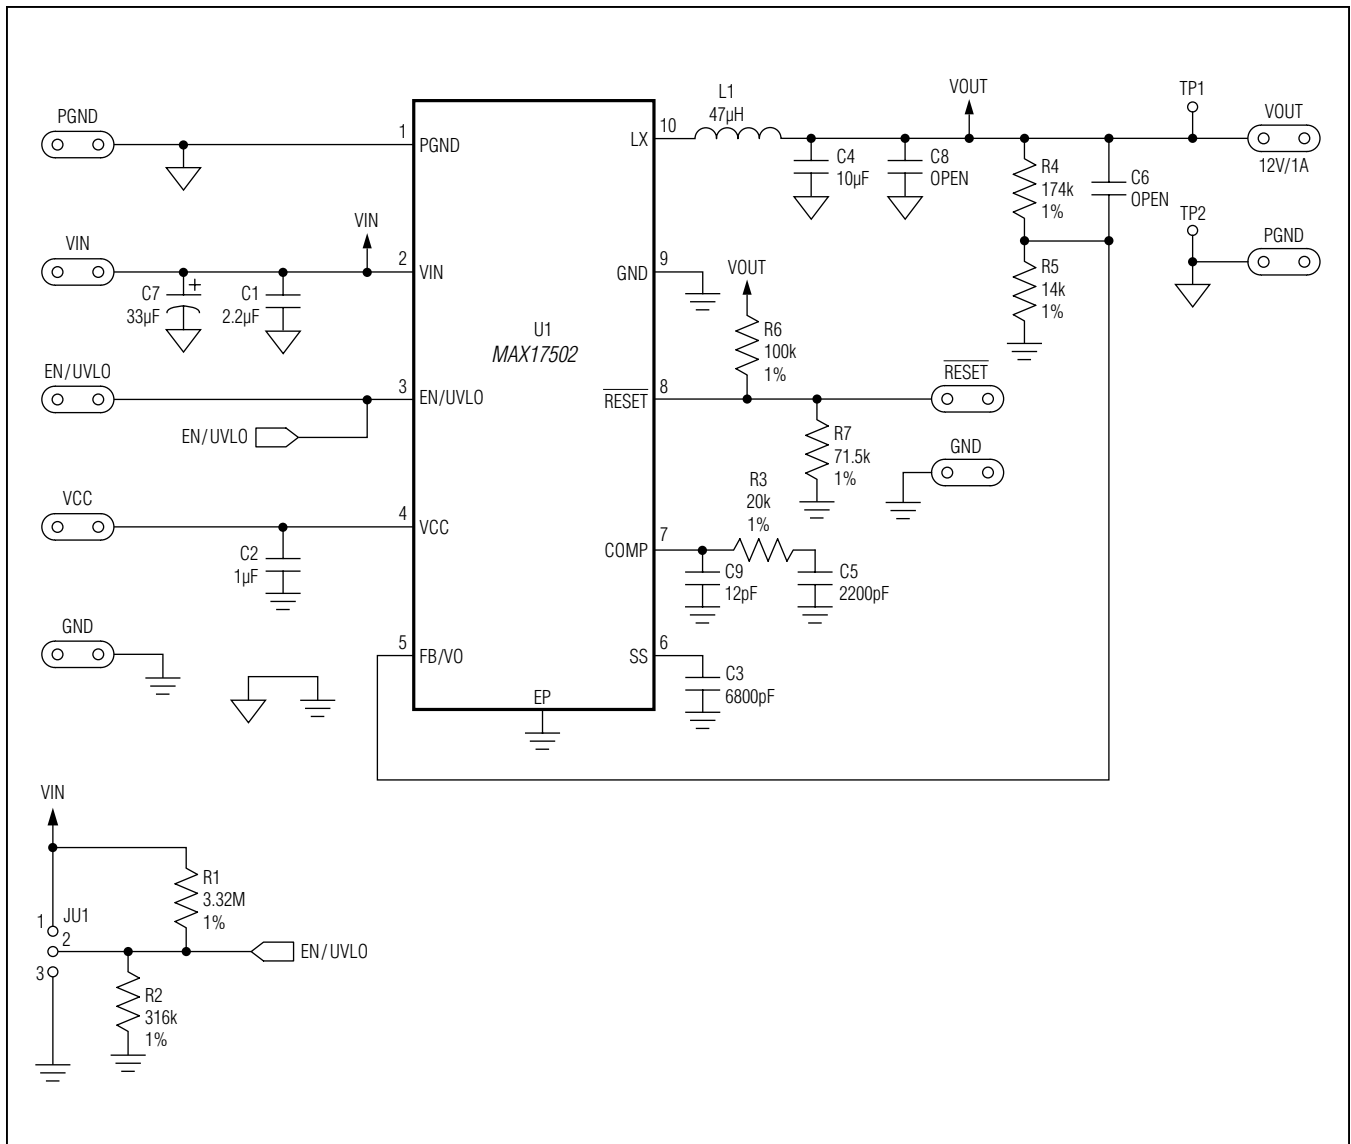 PGND
VIN
C7
33µF
+
C1
2.2µF
VIN
EN/UVLO
EN/UVLO
VCC
C2
1µF
GND
1
PGND
2
VIN
3
EN/UVLO
4
VCC
5
FB/VO
U1
MAX17502
EP
10
LX
9
GND
8
RESET
7
COMP
6
SS
L1
47µH
C4
10µF
C8
OPEN
VOUT
R4
174k
1%
C6
OPEN
R5
14k
1%
TP1
VOUT
12V/1A
TP2
PGND
VOUT
R6
100k
1%
RESET
R7
71.5k
1%
GND
R3
20k
1%
C9
12pF
C5
2200pF
C3
6800pF
VIN
R1
3.32M
1%
1
JU1
2
3
EN/UVLO
R2
316k
1%